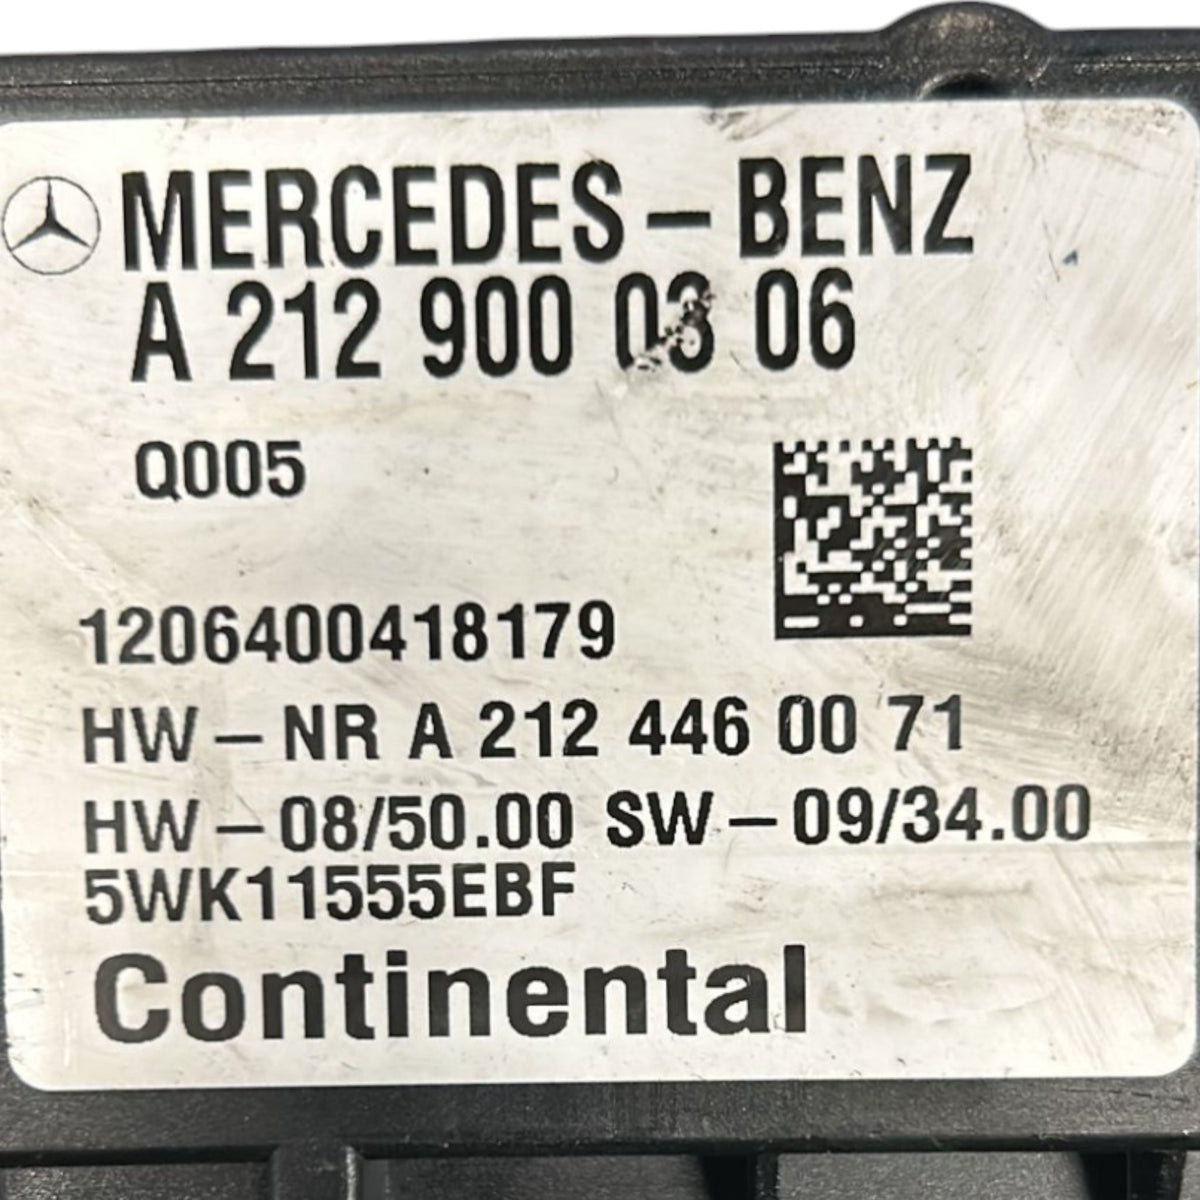 MERCEDES-BENZ
A 212 900 03 06
Q005
1206400418179
HW-NR A 212 446 00 71
HW-08/50.00 SW-09/34.00
5WK11555EBF
Continental